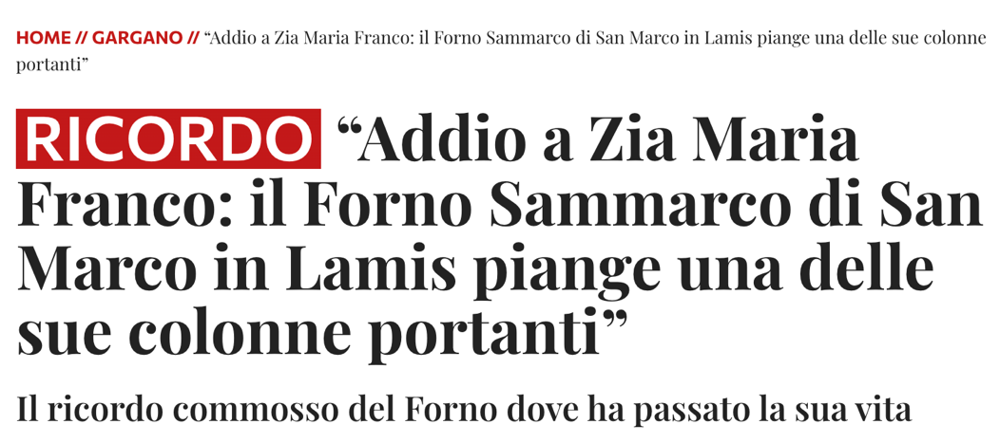 HOME // GARGANO // “Addio a Zia Maria Franco: il Forno Sammarco di San Marco in Lamis piange una delle sue colonne
portanti”
RICORDO “Addio a Zia Maria
Franco: il Forno Sammarco di San
Marco in Lamis piange una delle
sue colonne portanti”
Il ricordo commosso del Forno dove ha passato la sua vita